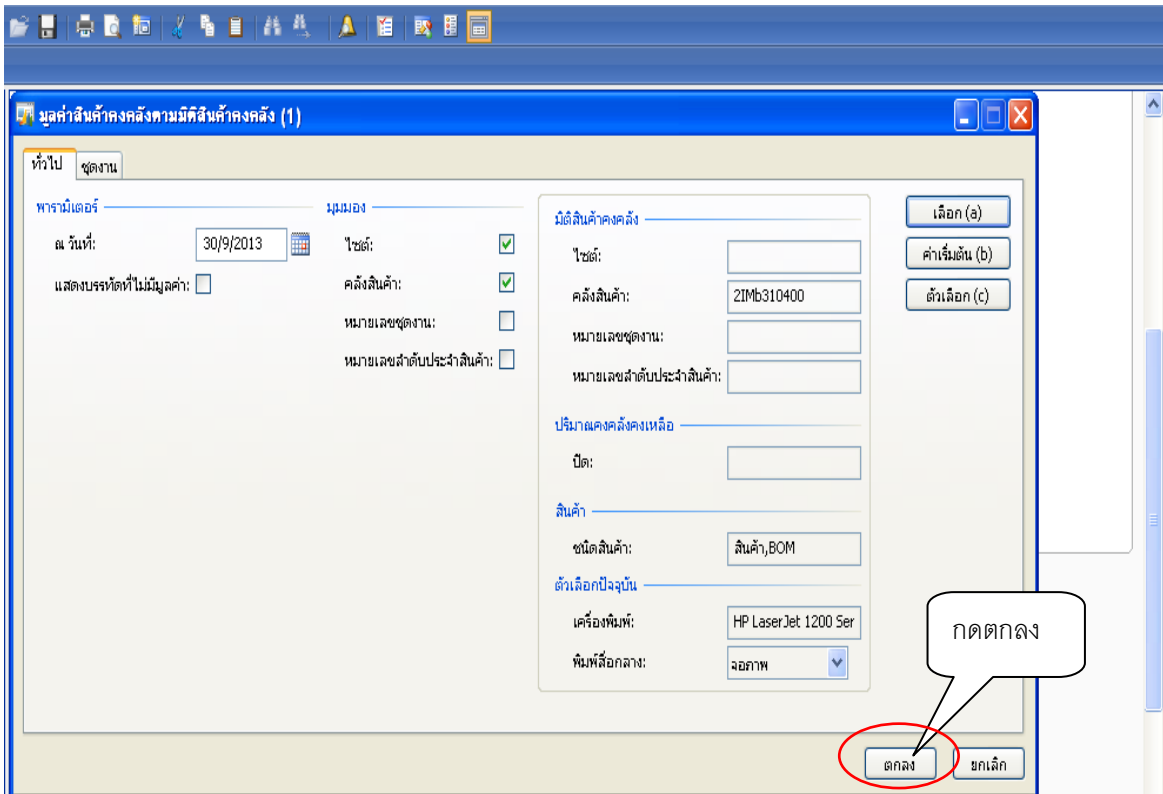 มูลค่าสินค้าคงคลังตามมิติสินค้าคงคลัง (1)
ทั่วไป
ชุดงาน
พารามิเตอร์
ณ วันที่:
30/9/2013
แสดงบรรทัดที่ไม่มีมูลค่า:
มุมมอง
ไซต์:
คลังสินค้า:
หมายเลขชุดงาน:
หมายเลขลำดับประจำสินค้า:
มิติสินค้าคงคลัง
ไซต์:
คลังสินค้า:
2IMb310400
หมายเลขชุดงาน:
หมายเลขลำดับประจำสินค้า:
ปริมาณคงคลังคงเหลือ
ปิด:
สินค้า
ชนิดสินค้า:
สินค้า,BOM
ตัวเลือกปัจจุบัน
เครื่องพิมพ์:
HP LaserJet 1200 Ser
พิมพ์สื่อกลาง:
จอภาพ
เลือก (a)
ค่าเริ่มต้น (b)
ตัวเลือก (c)
กดตกลง
ตกลง
ยกเลิก